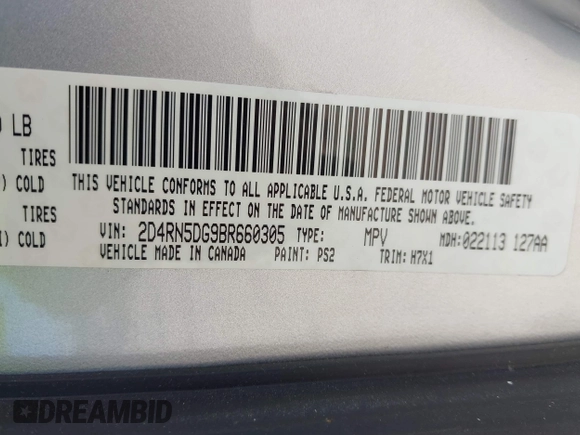 LB
TIRES
) COLD
TIRES
) COLD
THIS VEHICLE CONFORMS TO ALL APPLICABLE U.S.A. FEDERAL MOTOR VEHICLE SAFETY
STANDARDS IN EFFECT ON THE DATE OF MANUFACTURE SHOWN ABOVE.
VIN: 2D4RN5DG9BR660305 TYPE: MPV MDH:022113 127AA
VEHICLE MADE IN CANADA PAINT: PS2 TRIM: H7X1
DREAMBID